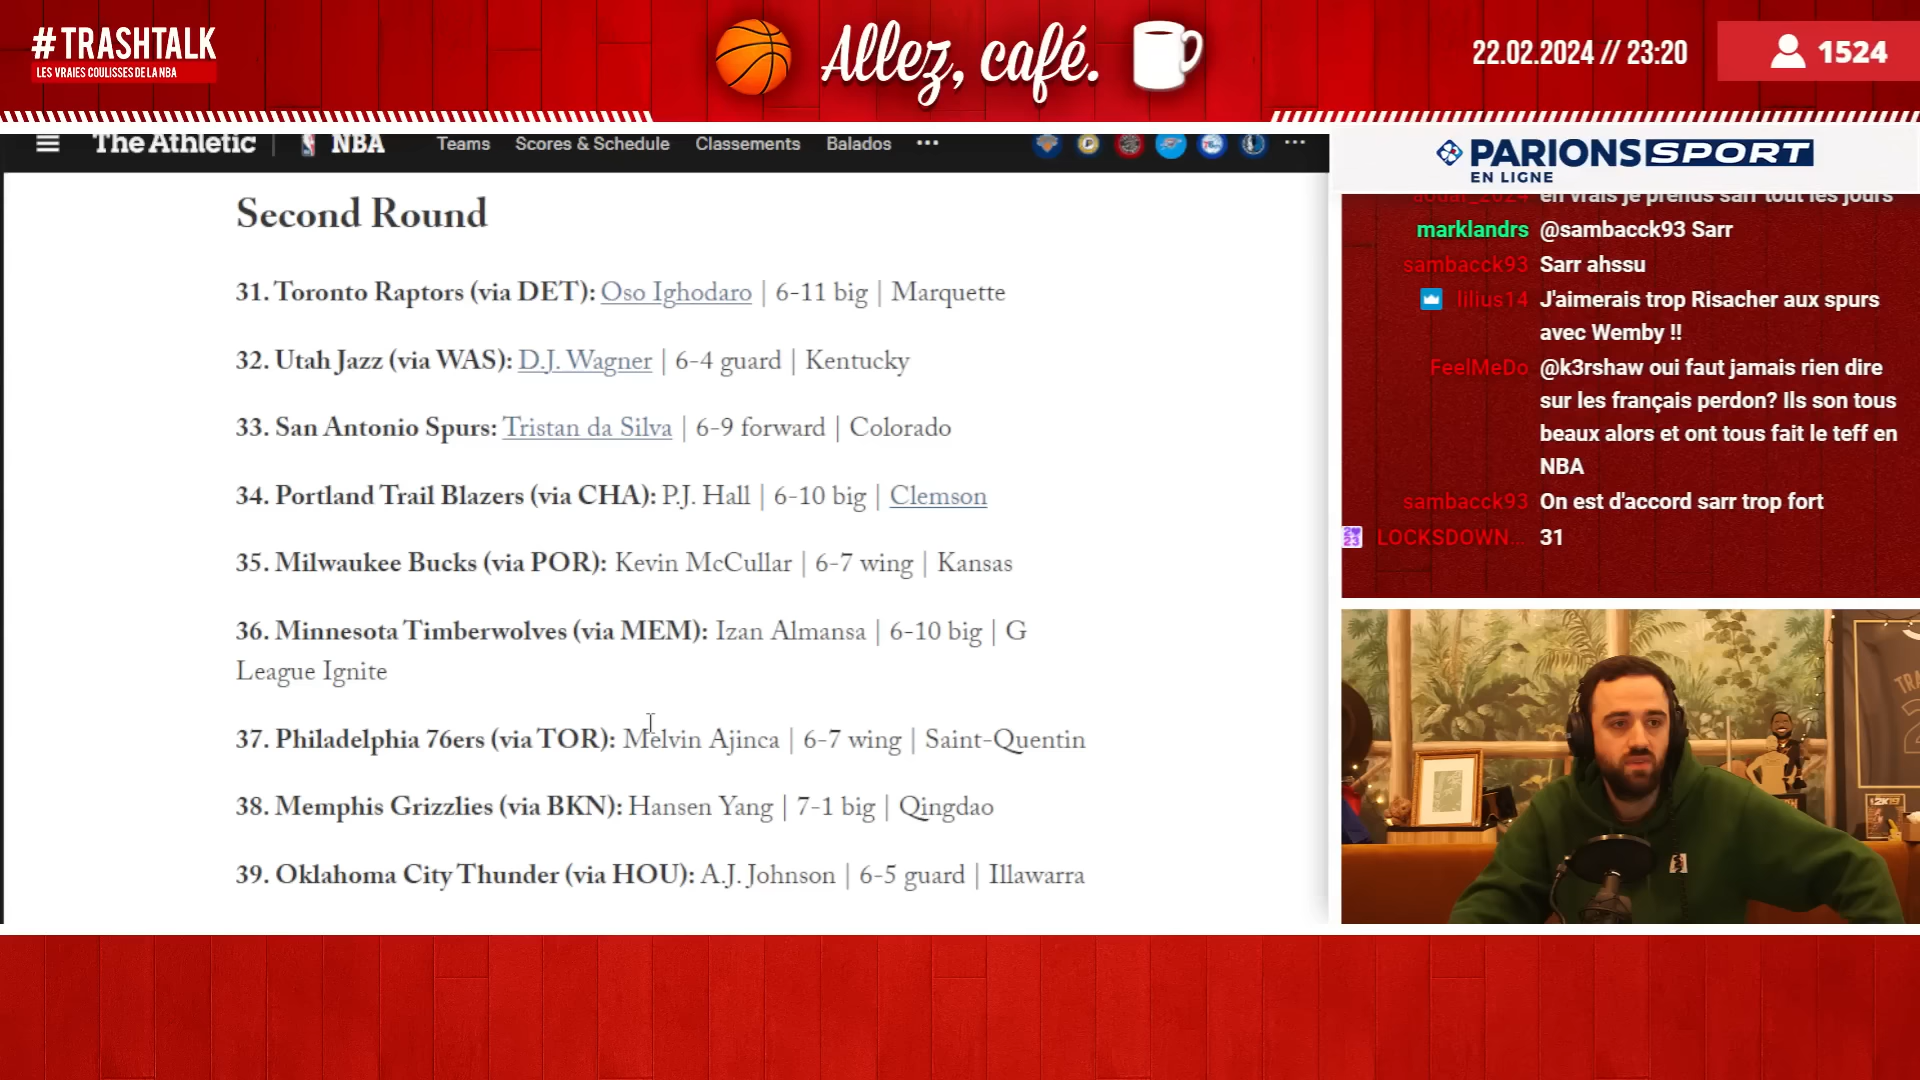 #TRASHTALK
LES VRAIES COULISSES DE LA NBA
Allez, café.
22.02.2024 // 23:20
1524
The Athletic | NBA Teams Scores & Schedule Classements Balados •••
Second Round
31. Toronto Raptors (via DET): Oso Ighodaro | 6-11 big | Marquette
32. Utah Jazz (via WAS): D.J. Wagner | 6-4 guard | Kentucky
33. San Antonio Spurs: Tristan da Silva | 6-9 forward | Colorado
34. Portland Trail Blazers (via CHA): P.J. Hall | 6-10 big | Clemson
35. Milwaukee Bucks (via POR): Kevin McCullar | 6-7 wing | Kansas
36. Minnesota Timberwolves (via MEM): Izan Almansa | 6-10 big | G
League Ignite
37. Philadelphia 76ers (via TOR): Melvin Ajinca | 6-7 wing | Saint-Quentin
38. Memphis Grizzlies (via BKN): Hansen Yang | 7-1 big | Qingdao
39. Oklahoma City Thunder (via HOU): A.J. Johnson | 6-5 guard | Illawarra
PARIONS SPORT
EN LIGNE
en vrais je prends sarr tout les jours
marklandrs @sambacck93 Sarr
sambacck93 Sarr ahssu
lilius14 J'aimerais trop Risacher aux spurs
avec Wemby !!
FeelMeDo @k3rshaw oui faut jamais rien dire
sur les français perdon? Ils son tous
beaux alors et ont tous fait le teff en
NBA
sambacck93 On est d'accord sarr trop fort
LOCKSDOWN... 31